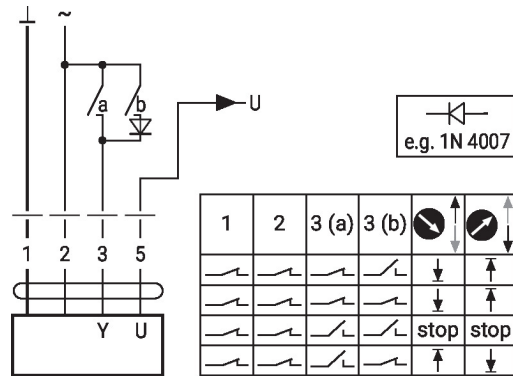 ~
a b
U
e.g. 1N 4007
1 2 3 5
Y U
1 2 3 (a) 3 (b)
stop stop